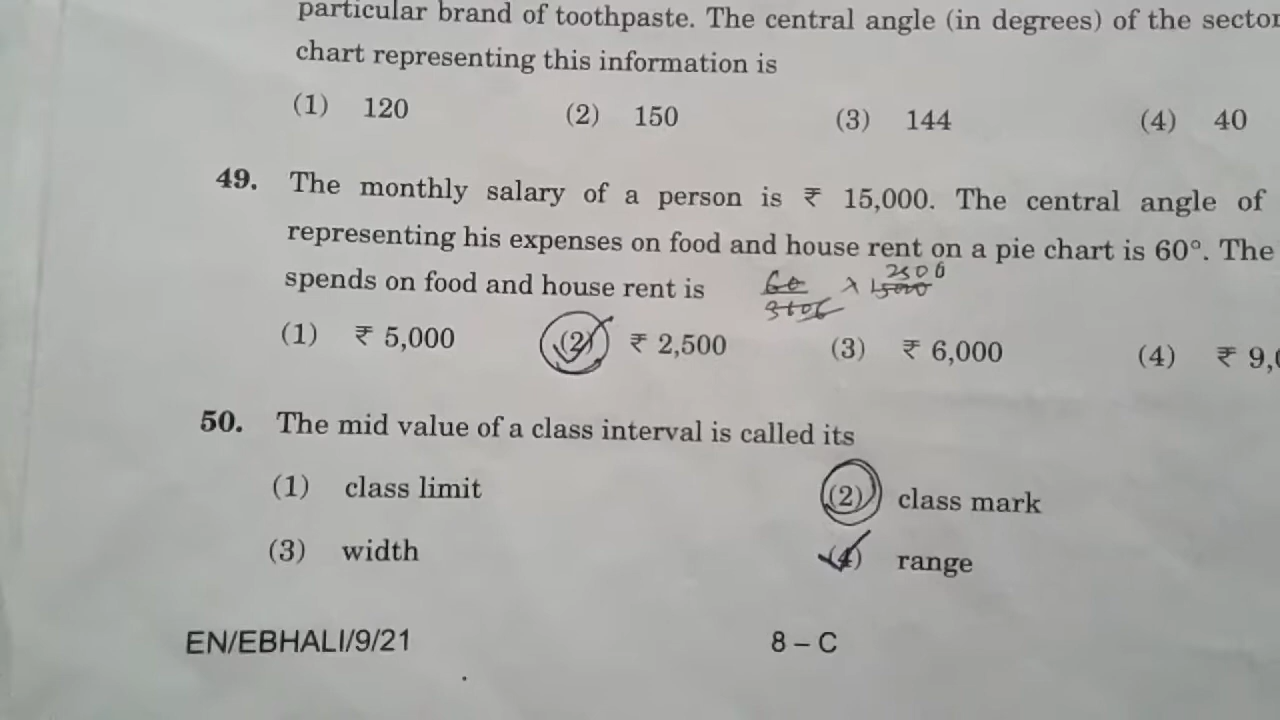 particular brand of toothpaste. The central angle (in degrees) of the sector
chart representing this information is
(1) 120 (2) 150 (3) 144 (4) 40
49. The monthly salary of a person is ₹ 15,000. The central angle of
representing his expenses on food and house rent on a pie chart is 60°. The
spends on food and house rent is 60 × 15000 2500
(1) ₹ 5,000 (2) ₹ 2,500 (3) ₹ 6,000 (4) ₹ 9,
50. The mid value of a class interval is called its
(1) class limit (2) class mark
(3) width (4) range
EN/EBHALI/9/21 8 – C